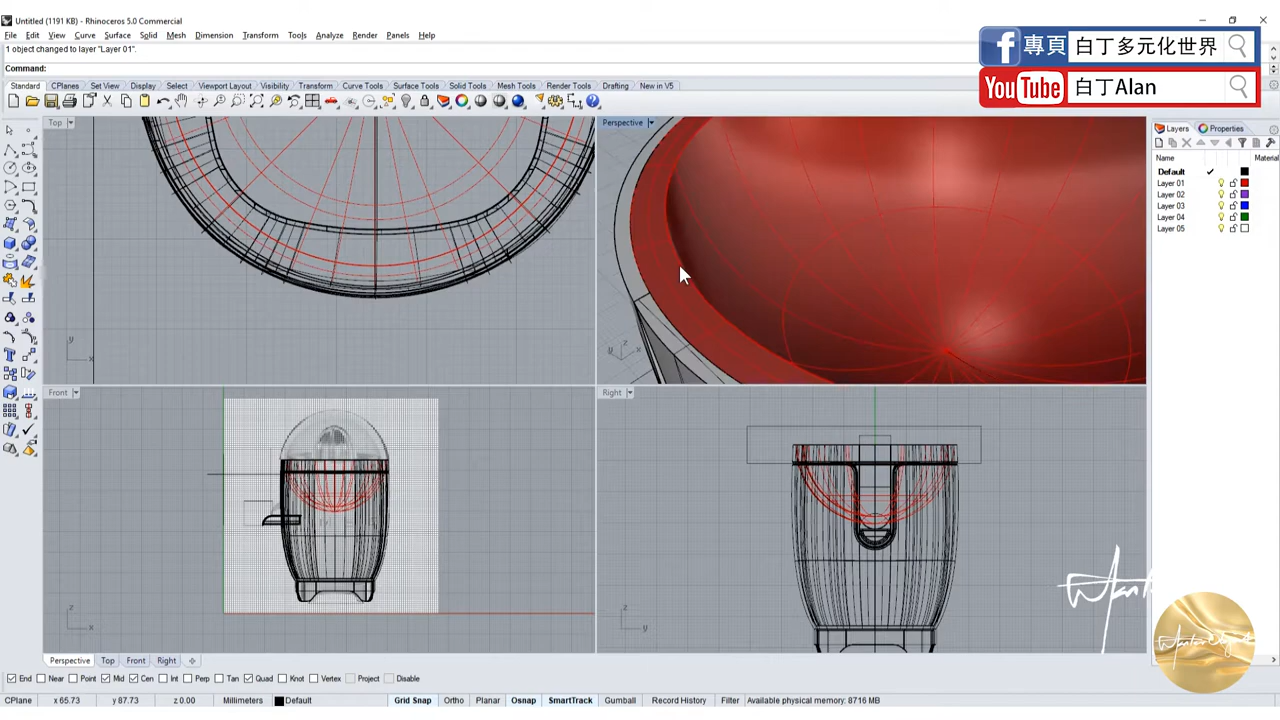 Untitled (1191 KB) - Rhinoceros 5.0 Commercial
File Edit View Curve Surface Solid Mesh Dimension Transform Tools Analyze Render Panels Help
1 object changed to layer "Layer 01".
Command:
專頁 白丁多元化世界
YouTube 白丁Alan
Standard CPlanes Set View Display Select Viewport Layout Visibility Transform Curve Tools Surface Tools Solid Tools Mesh Tools Render Tools Drafting New in V5
Top
Perspective
Layers Properties
Name Material
Default
Layer 01
Layer 02
Layer 03
Layer 04
Layer 05
y x
z y x
Front
Right
z x
z y
Perspective Top Front Right
End Near Point Mid Cen Int Perp Tan Quad Knot Vertex Project Disable
CPlane x 65.73 y 87.73 z 0.00 Millimeters Default Grid Snap Ortho Planar Osnap SmartTrack Gumball Record History Filter Available physical memory: 8716 MB